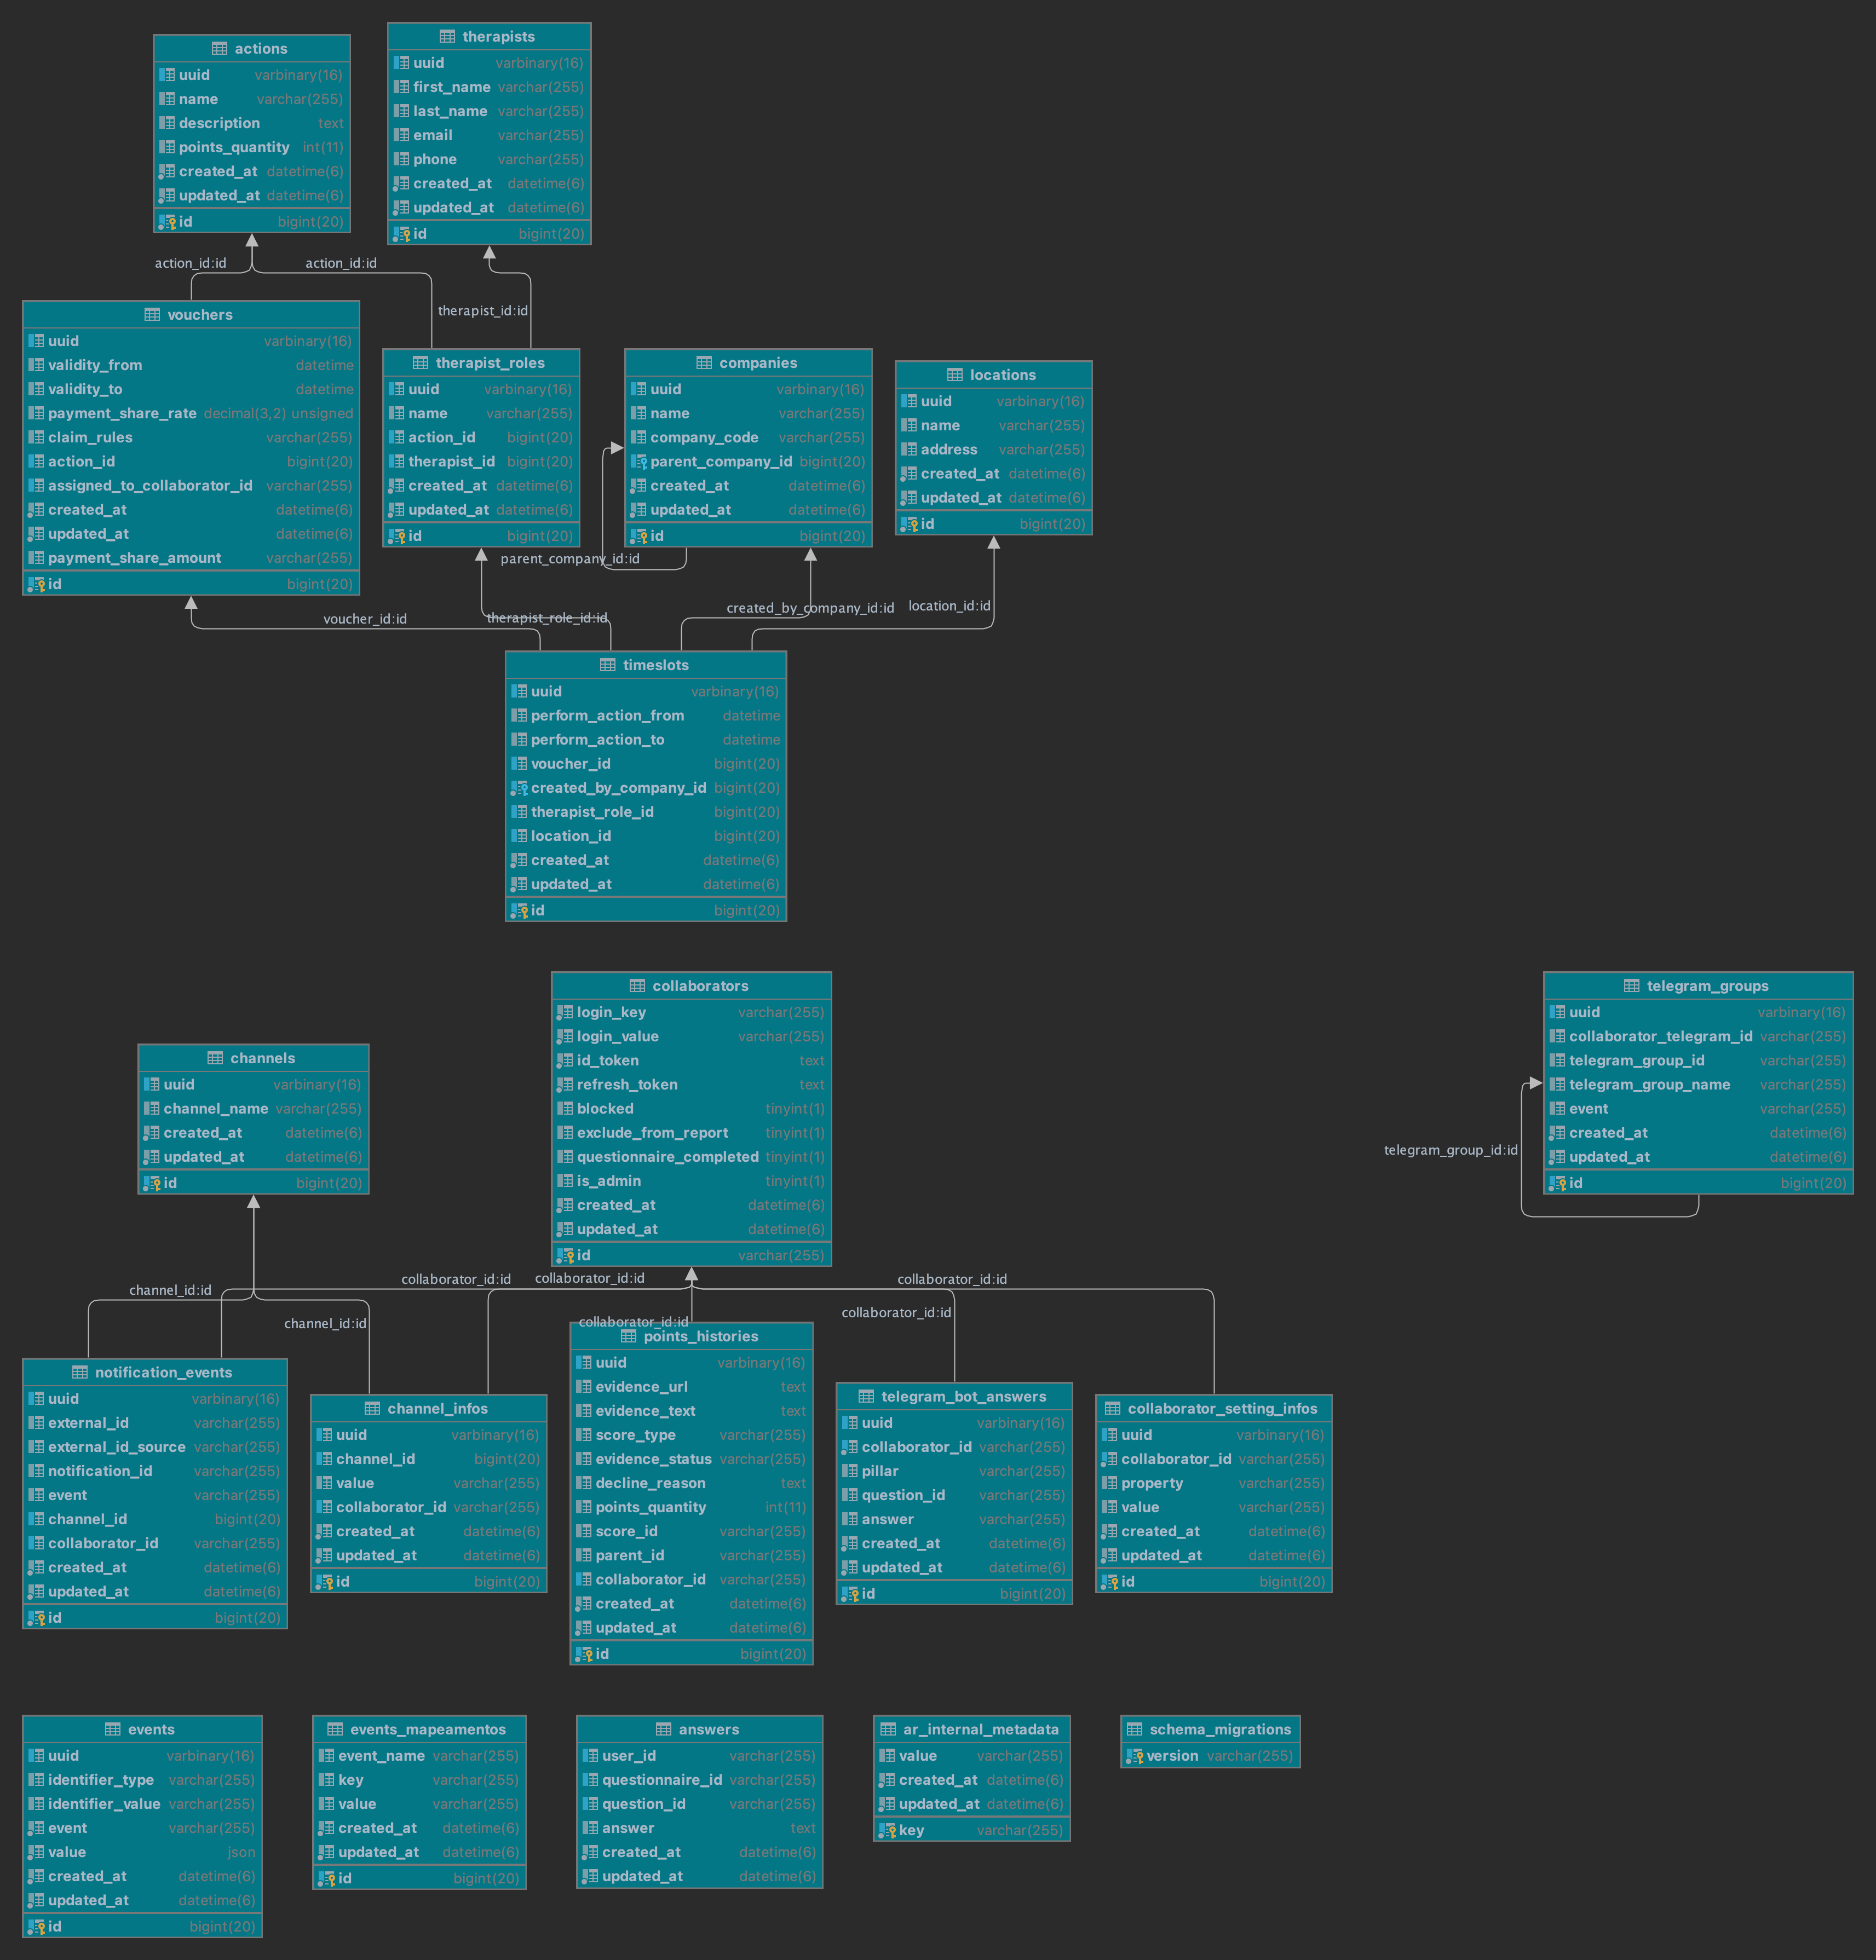 actions
uuid varbinary(16)
name varchar(255)
description text
points_quantity int(11)
created_at datetime(6)
updated_at datetime(6)
id bigint(20)
therapists
uuid varbinary(16)
first_name varchar(255)
last_name varchar(255)
email varchar(255)
phone varchar(255)
created_at datetime(6)
updated_at datetime(6)
id bigint(20)
action_id:id
action_id:id
therapist_id:id
vouchers
uuid varbinary(16)
validity_from datetime
validity_to datetime
payment_share_rate decimal(3,2) unsigned
claim_rules varchar(255)
action_id bigint(20)
assigned_to_collaborator_id varchar(255)
created_at datetime(6)
updated_at datetime(6)
payment_share_amount varchar(255)
id bigint(20)
therapist_roles
uuid varbinary(16)
name varchar(255)
action_id bigint(20)
therapist_id bigint(20)
created_at datetime(6)
updated_at datetime(6)
id bigint(20)
companies
uuid varbinary(16)
name varchar(255)
company_code varchar(255)
parent_company_id bigint(20)
created_at datetime(6)
updated_at datetime(6)
id bigint(20)
locations
uuid varbinary(16)
name varchar(255)
address varchar(255)
created_at datetime(6)
updated_at datetime(6)
id bigint(20)
parent_company_id:id
voucher_id:id
therapist_role_id:id
created_by_company_id:id
location_id:id
timeslots
uuid varbinary(16)
perform_action_from datetime
perform_action_to datetime
voucher_id bigint(20)
created_by_company_id bigint(20)
therapist_role_id bigint(20)
location_id bigint(20)
created_at datetime(6)
updated_at datetime(6)
id bigint(20)
channels
uuid varbinary(16)
channel_name varchar(255)
created_at datetime(6)
updated_at datetime(6)
id bigint(20)
collaborators
login_key varchar(255)
login_value varchar(255)
id_token text
refresh_token text
blocked tinyint(1)
exclude_from_report tinyint(1)
questionnaire_completed tinyint(1)
is_admin tinyint(1)
created_at datetime(6)
updated_at datetime(6)
id varchar(255)
telegram_groups
uuid varbinary(16)
collaborator_telegram_id varchar(255)
telegram_group_id varchar(255)
telegram_group_name varchar(255)
event varchar(255)
created_at datetime(6)
updated_at datetime(6)
id bigint(20)
telegram_group_id:id
channel_id:id
channel_id:id
collaborator_id:id
collaborator_id:id
collaborator_id:id
collaborator_id:id
collaborator_id:id
notification_events
uuid varbinary(16)
external_id varchar(255)
external_id_source varchar(255)
notification_id varchar(255)
event varchar(255)
channel_id bigint(20)
collaborator_id varchar(255)
created_at datetime(6)
updated_at datetime(6)
id bigint(20)
channel_infos
uuid varbinary(16)
channel_id bigint(20)
value varchar(255)
collaborator_id varchar(255)
created_at datetime(6)
updated_at datetime(6)
id bigint(20)
points_histories
uuid varbinary(16)
evidence_url text
evidence_text text
score_type varchar(255)
evidence_status varchar(255)
decline_reason text
points_quantity int(11)
score_id varchar(255)
parent_id varchar(255)
collaborator_id varchar(255)
created_at datetime(6)
updated_at datetime(6)
id bigint(20)
telegram_bot_answers
uuid varbinary(16)
collaborator_id varchar(255)
pillar varchar(255)
question_id varchar(255)
answer varchar(255)
created_at datetime(6)
updated_at datetime(6)
id bigint(20)
collaborator_setting_infos
uuid varbinary(16)
collaborator_id varchar(255)
property varchar(255)
value varchar(255)
created_at datetime(6)
updated_at datetime(6)
id bigint(20)
events
uuid varbinary(16)
identifier_type varchar(255)
identifier_value varchar(255)
event varchar(255)
value json
created_at datetime(6)
updated_at datetime(6)
id bigint(20)
events_mapeamentos
event_name varchar(255)
key varchar(255)
value varchar(255)
created_at datetime(6)
updated_at datetime(6)
id bigint(20)
answers
user_id varchar(255)
questionnaire_id varchar(255)
question_id varchar(255)
answer text
created_at datetime(6)
updated_at datetime(6)
ar_internal_metadata
value varchar(255)
created_at datetime(6)
updated_at datetime(6)
key varchar(255)
schema_migrations
version varchar(255)